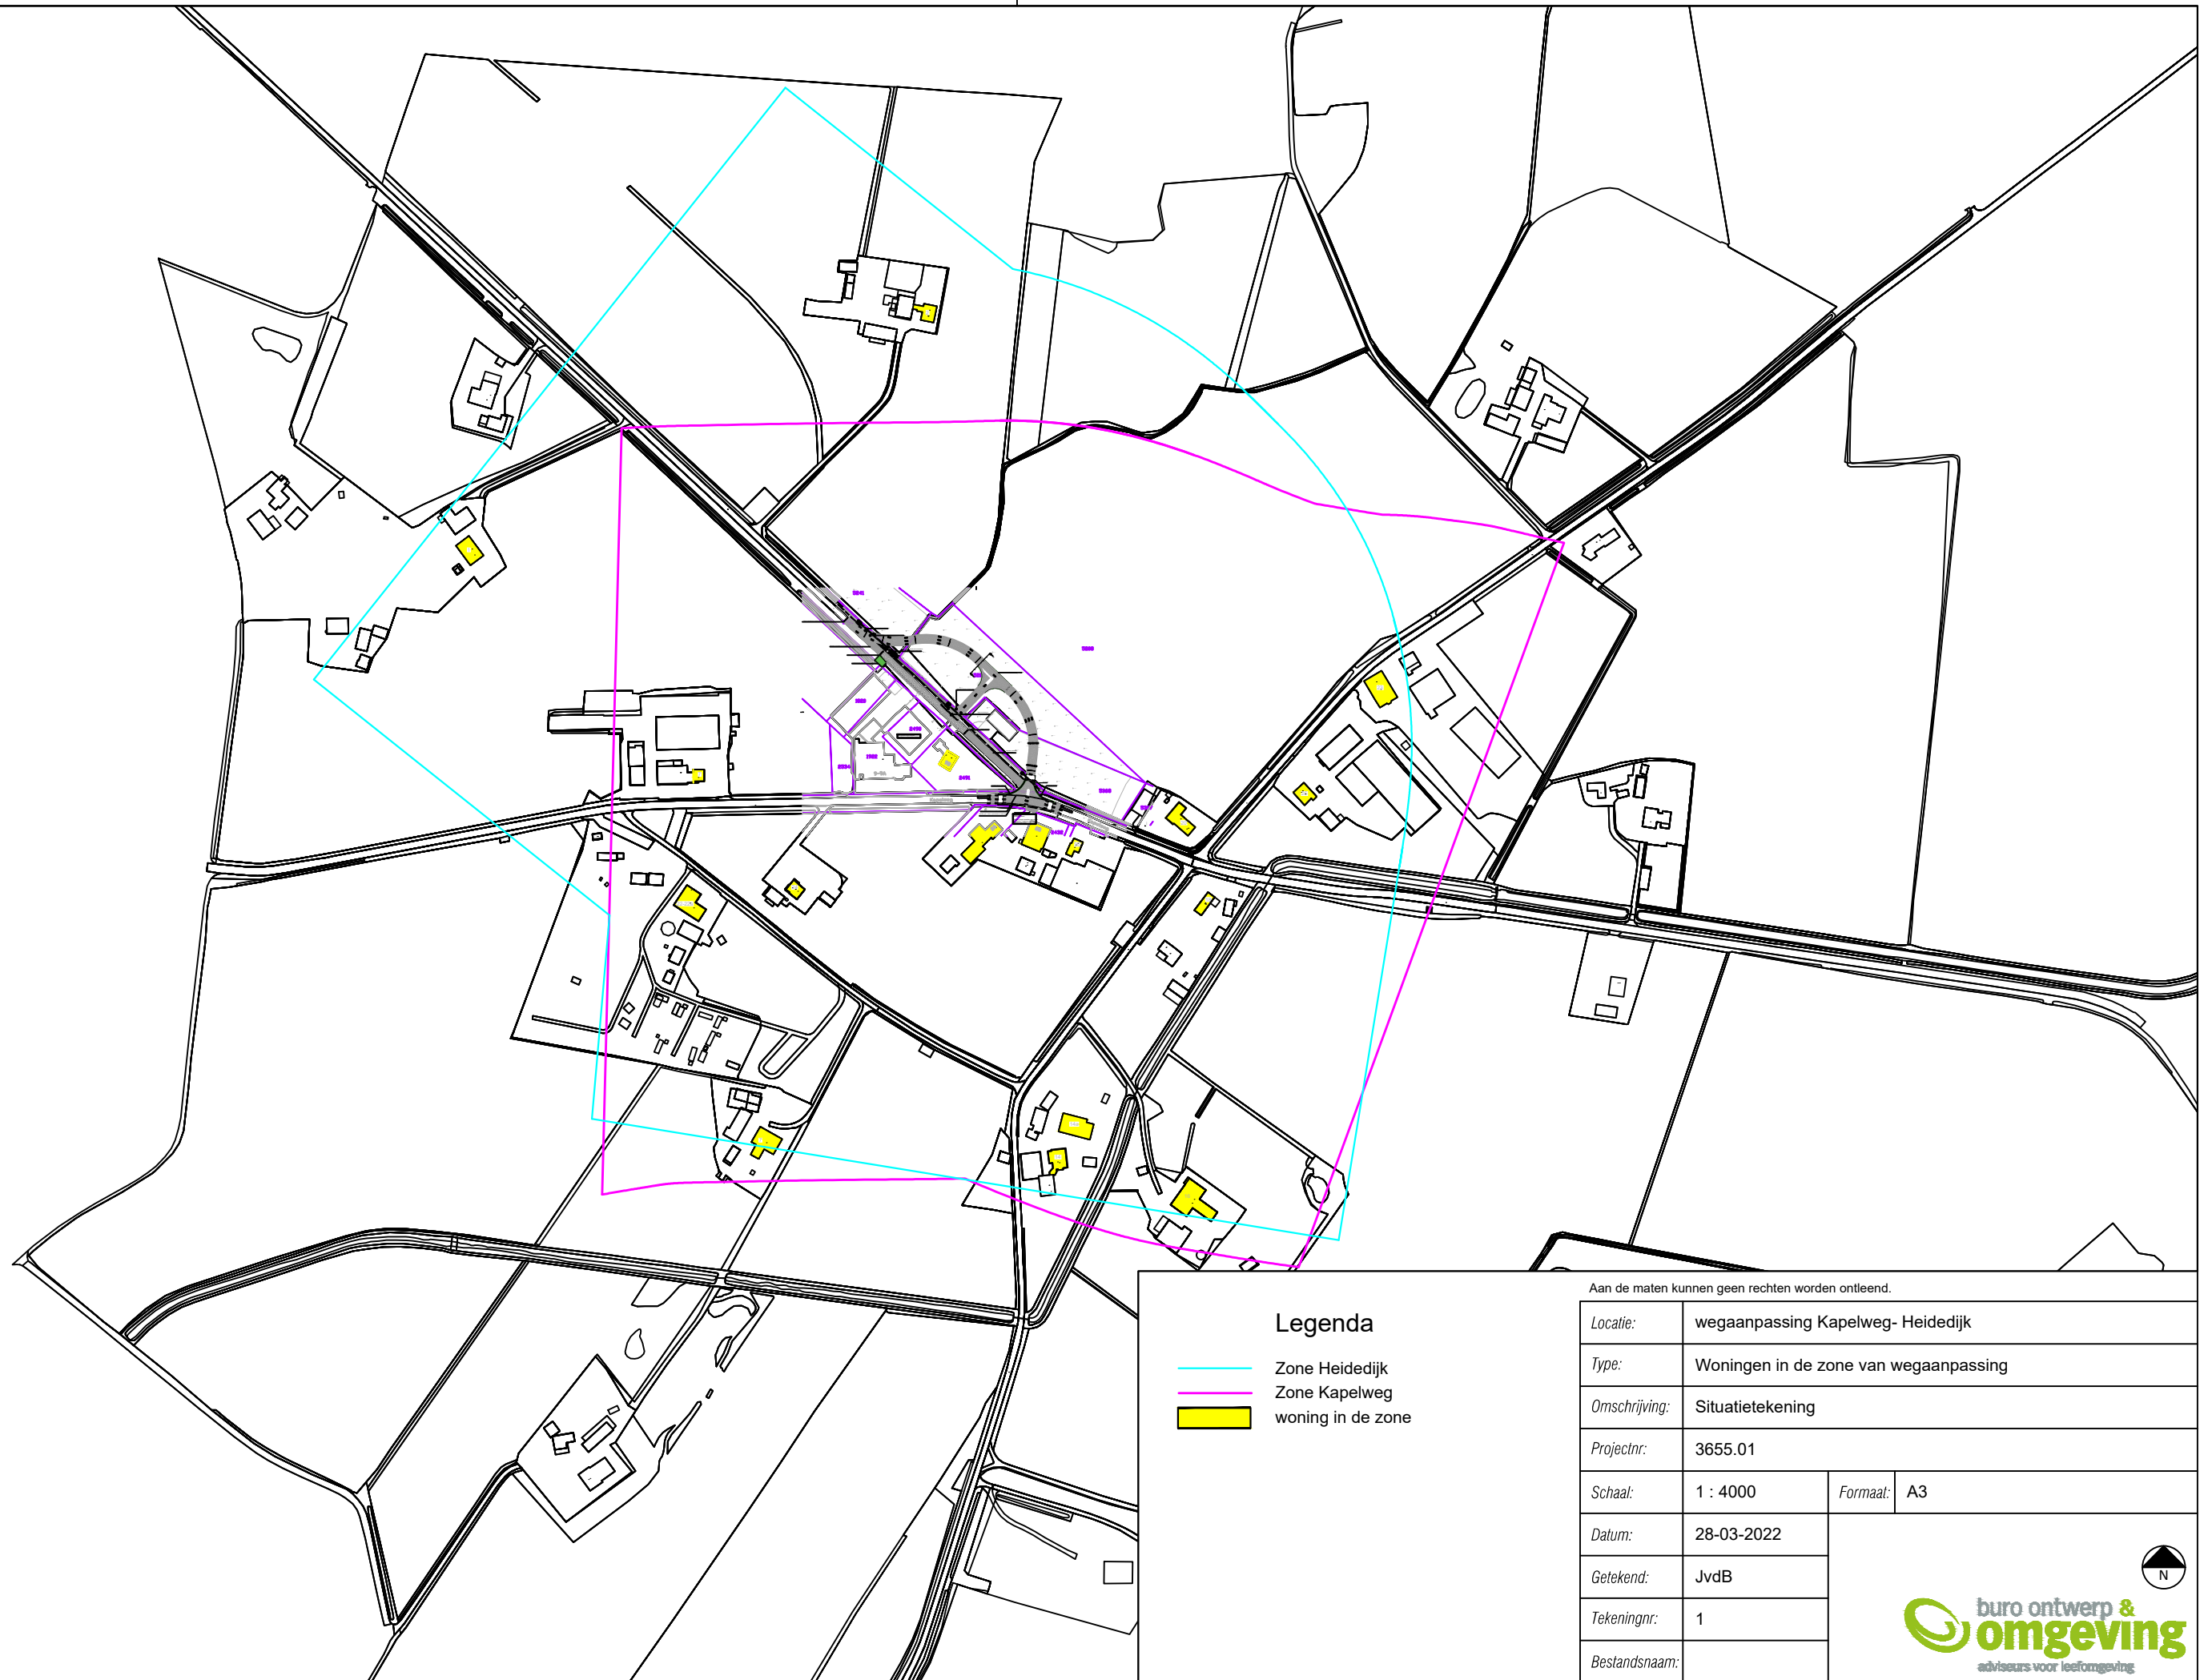 Aan de maten kunnen geen rechten worden ontleend.
Legenda
Zone Heidedijk
Zone Kapelweg
woning in de zone
Locatie: wegaanpassing Kapelweg- Heidedijk
Type: Woningen in de zone van wegaanpassing
Omschrijving: Situatietekening
Projectnr: 3655.01
Schaal: 1 : 4000 Formaat: A3
Datum: 28-03-2022
Getekend: JvdB
Tekeningnr: 1
Bestandsnaam:
N
buro ontwerp &
omgeving
adviseurs voor leefomgeving